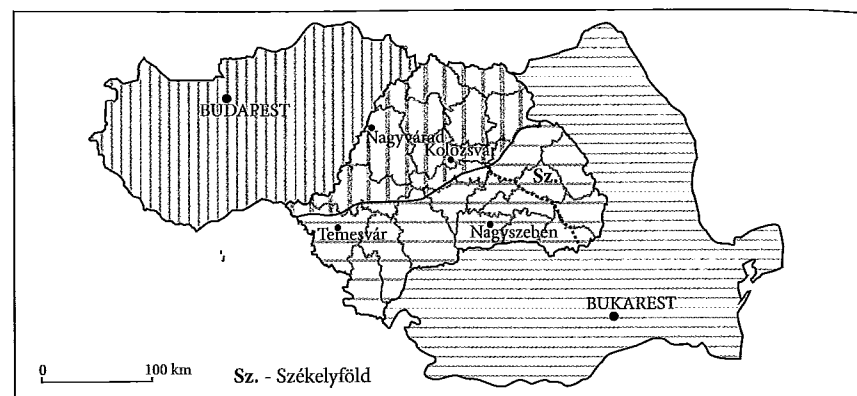 BUDAPEST
Nagyvárad
Kolozsvár
Sz.
Temesvár
Nagyszeben
BUKAREST
0 100 km
Sz. - Székelyföld